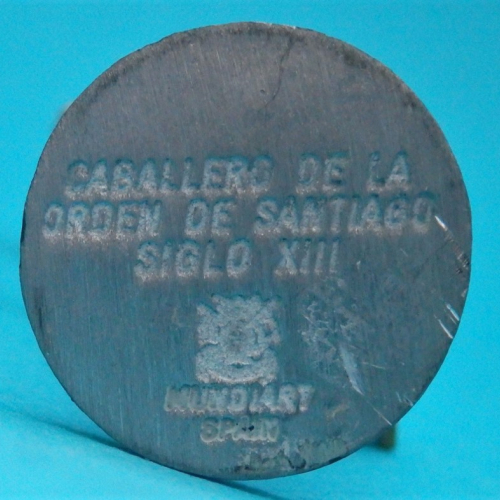 CABALLERO DE LA
ORDEN DE SANTIAGO
SIGLO XIII
MUNDIART
SPAIN